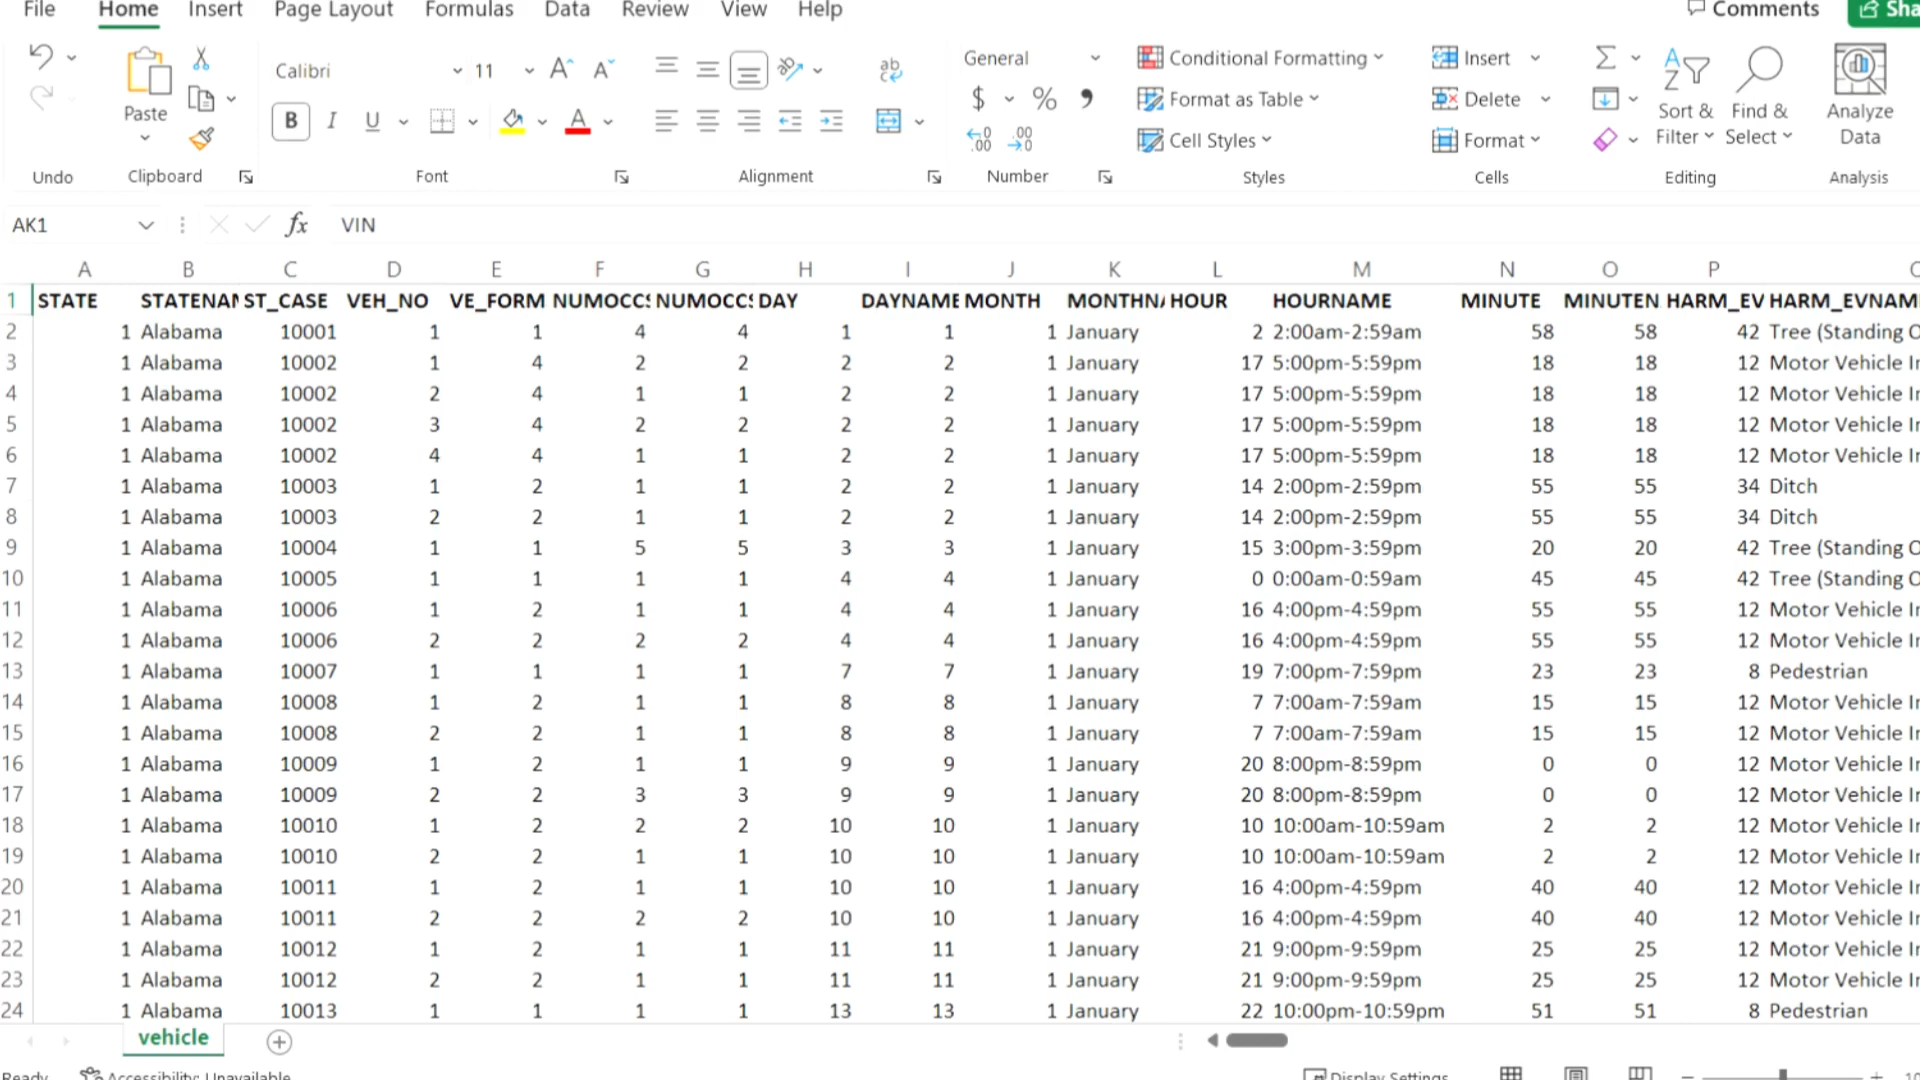 File Home Insert Page Layout Formulas Data Review View Help Comments Sha
Calibri 11 General Conditional Formatting Insert
Paste B I U $ % Format as Table Delete Sort & Find & Analyze
Cell Styles Format Filter Select Data
Undo Clipboard Font Alignment Number Styles Cells Editing Analysis
AK1 fx VIN
A B C D E F G H I J K L M N O P
1 STATE STATENAM ST_CASE VEH_NO VE_FORM NUMOCCS NUMOCCS DAY DAYNAME MONTH MONTHNA HOUR HOURNAME MINUTE MINUTEN HARM_EV HARM_EVNAM
2 1 Alabama 10001 1 1 4 4 1 1 1 January 2 2:00am-2:59am 58 58 42 Tree (Standing O
3 1 Alabama 10002 1 4 2 2 2 2 1 January 17 5:00pm-5:59pm 18 18 12 Motor Vehicle In
4 1 Alabama 10002 2 4 1 1 2 2 1 January 17 5:00pm-5:59pm 18 18 12 Motor Vehicle In
5 1 Alabama 10002 3 4 2 2 2 2 1 January 17 5:00pm-5:59pm 18 18 12 Motor Vehicle In
6 1 Alabama 10002 4 4 1 1 2 2 1 January 17 5:00pm-5:59pm 18 18 12 Motor Vehicle In
7 1 Alabama 10003 1 2 1 1 2 2 1 January 14 2:00pm-2:59pm 55 55 34 Ditch
8 1 Alabama 10003 2 2 1 1 2 2 1 January 14 2:00pm-2:59pm 55 55 34 Ditch
9 1 Alabama 10004 1 1 5 5 3 3 1 January 15 3:00pm-3:59pm 20 20 42 Tree (Standing O
10 1 Alabama 10005 1 1 1 1 4 4 1 January 0 0:00am-0:59am 45 45 42 Tree (Standing O
11 1 Alabama 10006 1 2 1 1 4 4 1 January 16 4:00pm-4:59pm 55 55 12 Motor Vehicle In
12 1 Alabama 10006 2 2 2 2 4 4 1 January 16 4:00pm-4:59pm 55 55 12 Motor Vehicle In
13 1 Alabama 10007 1 1 1 1 7 7 1 January 19 7:00pm-7:59pm 23 23 8 Pedestrian
14 1 Alabama 10008 1 2 1 1 8 8 1 January 7 7:00am-7:59am 15 15 12 Motor Vehicle In
15 1 Alabama 10008 2 2 1 1 8 8 1 January 7 7:00am-7:59am 15 15 12 Motor Vehicle In
16 1 Alabama 10009 1 2 1 1 9 9 1 January 20 8:00pm-8:59pm 0 0 12 Motor Vehicle In
17 1 Alabama 10009 2 2 3 3 9 9 1 January 20 8:00pm-8:59pm 0 0 12 Motor Vehicle In
18 1 Alabama 10010 1 2 2 2 10 10 1 January 10 10:00am-10:59am 2 2 12 Motor Vehicle In
19 1 Alabama 10010 2 2 1 1 10 10 1 January 10 10:00am-10:59am 2 2 12 Motor Vehicle In
20 1 Alabama 10011 1 2 1 1 10 10 1 January 16 4:00pm-4:59pm 40 40 12 Motor Vehicle In
21 1 Alabama 10011 2 2 2 2 10 10 1 January 16 4:00pm-4:59pm 40 40 12 Motor Vehicle In
22 1 Alabama 10012 1 2 1 1 11 11 1 January 21 9:00pm-9:59pm 25 25 12 Motor Vehicle In
23 1 Alabama 10012 2 2 1 1 11 11 1 January 21 9:00pm-9:59pm 25 25 12 Motor Vehicle In
24 1 Alabama 10013 1 1 1 1 13 13 1 January 22 10:00pm-10:59pm 51 51 8 Pedestrian
vehicle
Ready Accessibility: Unavailable Display Settings